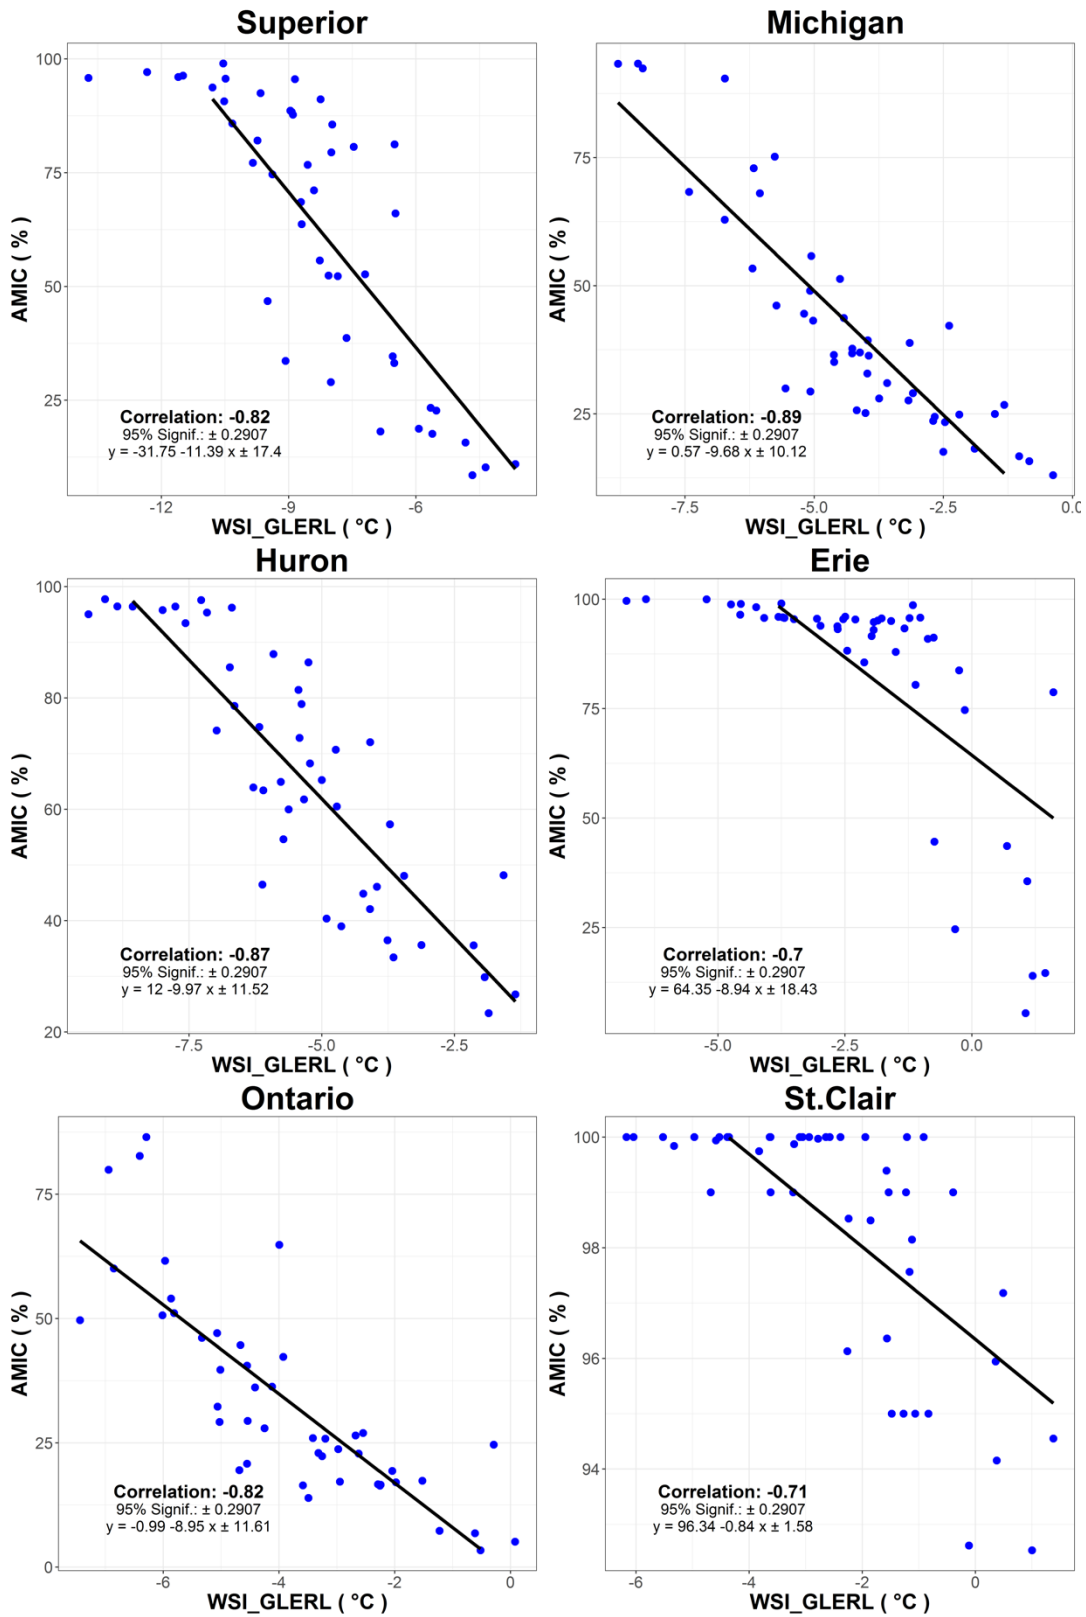 Superior
100
75
50
25
AMIC ( % )
Correlation: -0.82
95% Signif.: ± 0.2907
y = -31.75 -11.39 x ± 17.4
-12
-9
-6
WSI_GLERL ( °C )
Michigan
75
50
25
AMIC ( % )
Correlation: -0.89
95% Signif.: ± 0.2907
y = 0.57 -9.68 x ± 10.12
-7.5
-5.0
-2.5
0.0
WSI_GLERL ( °C )
Huron
100
80
60
40
20
AMIC ( % )
Correlation: -0.87
95% Signif.: ± 0.2907
y = 12 -9.97 x ± 11.52
-7.5
-5.0
-2.5
WSI_GLERL ( °C )
Erie
100
75
50
25
AMIC ( % )
Correlation: -0.7
95% Signif.: ± 0.2907
y = 64.35 -8.94 x ± 18.43
-5.0
-2.5
0.0
WSI_GLERL ( °C )
Ontario
75
50
25
0
AMIC ( % )
Correlation: -0.82
95% Signif.: ± 0.2907
y = -0.99 -8.95 x ± 11.61
-6
-4
-2
0
WSI_GLERL ( °C )
St.Clair
100
98
96
94
AMIC ( % )
Correlation: -0.71
95% Signif.: ± 0.2907
y = 96.34 -0.84 x ± 1.58
-6
-4
-2
0
WSI_GLERL ( °C )